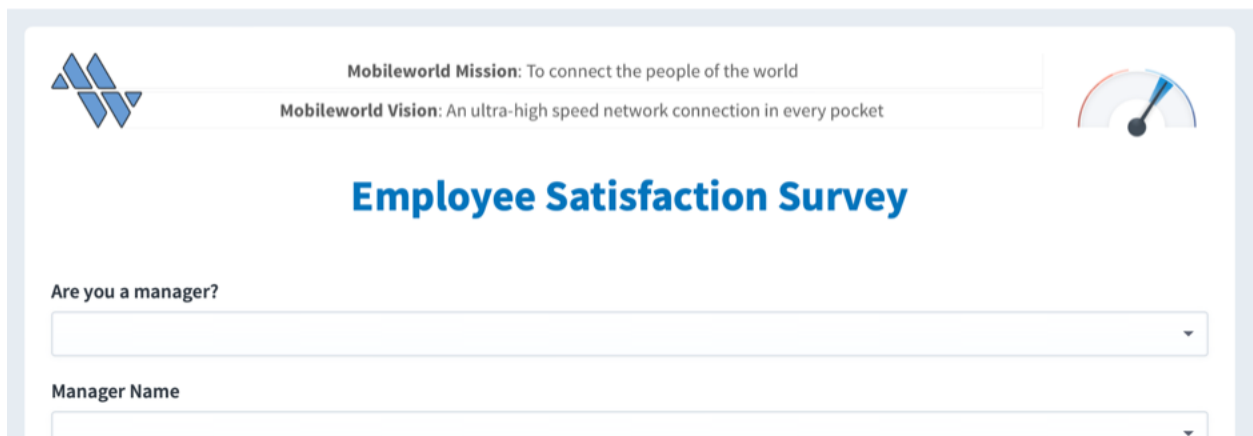 Mobileworld Mission: To connect the people of the world
Mobileworld Vision: An ultra-high speed network connection in every pocket
Employee Satisfaction Survey
Are you a manager?
Manager Name